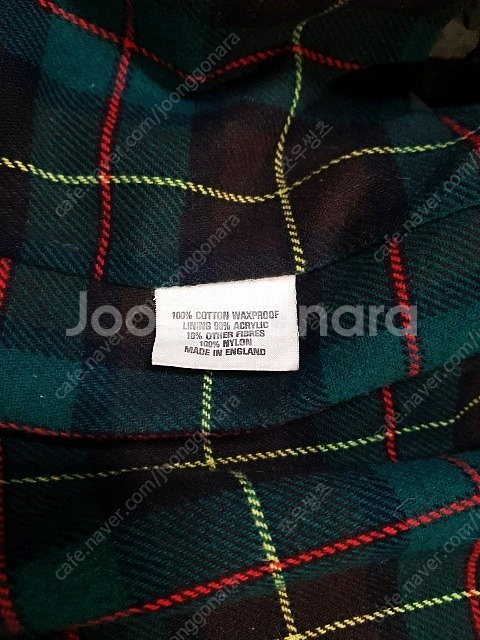 100% COTTON WAXPROOF
LINING 90% ACRYLIC
10% OTHER FIBRES
100% NYLON
MADE IN ENGLAND
Joonggonara
cafe.naver.com/joonggonara